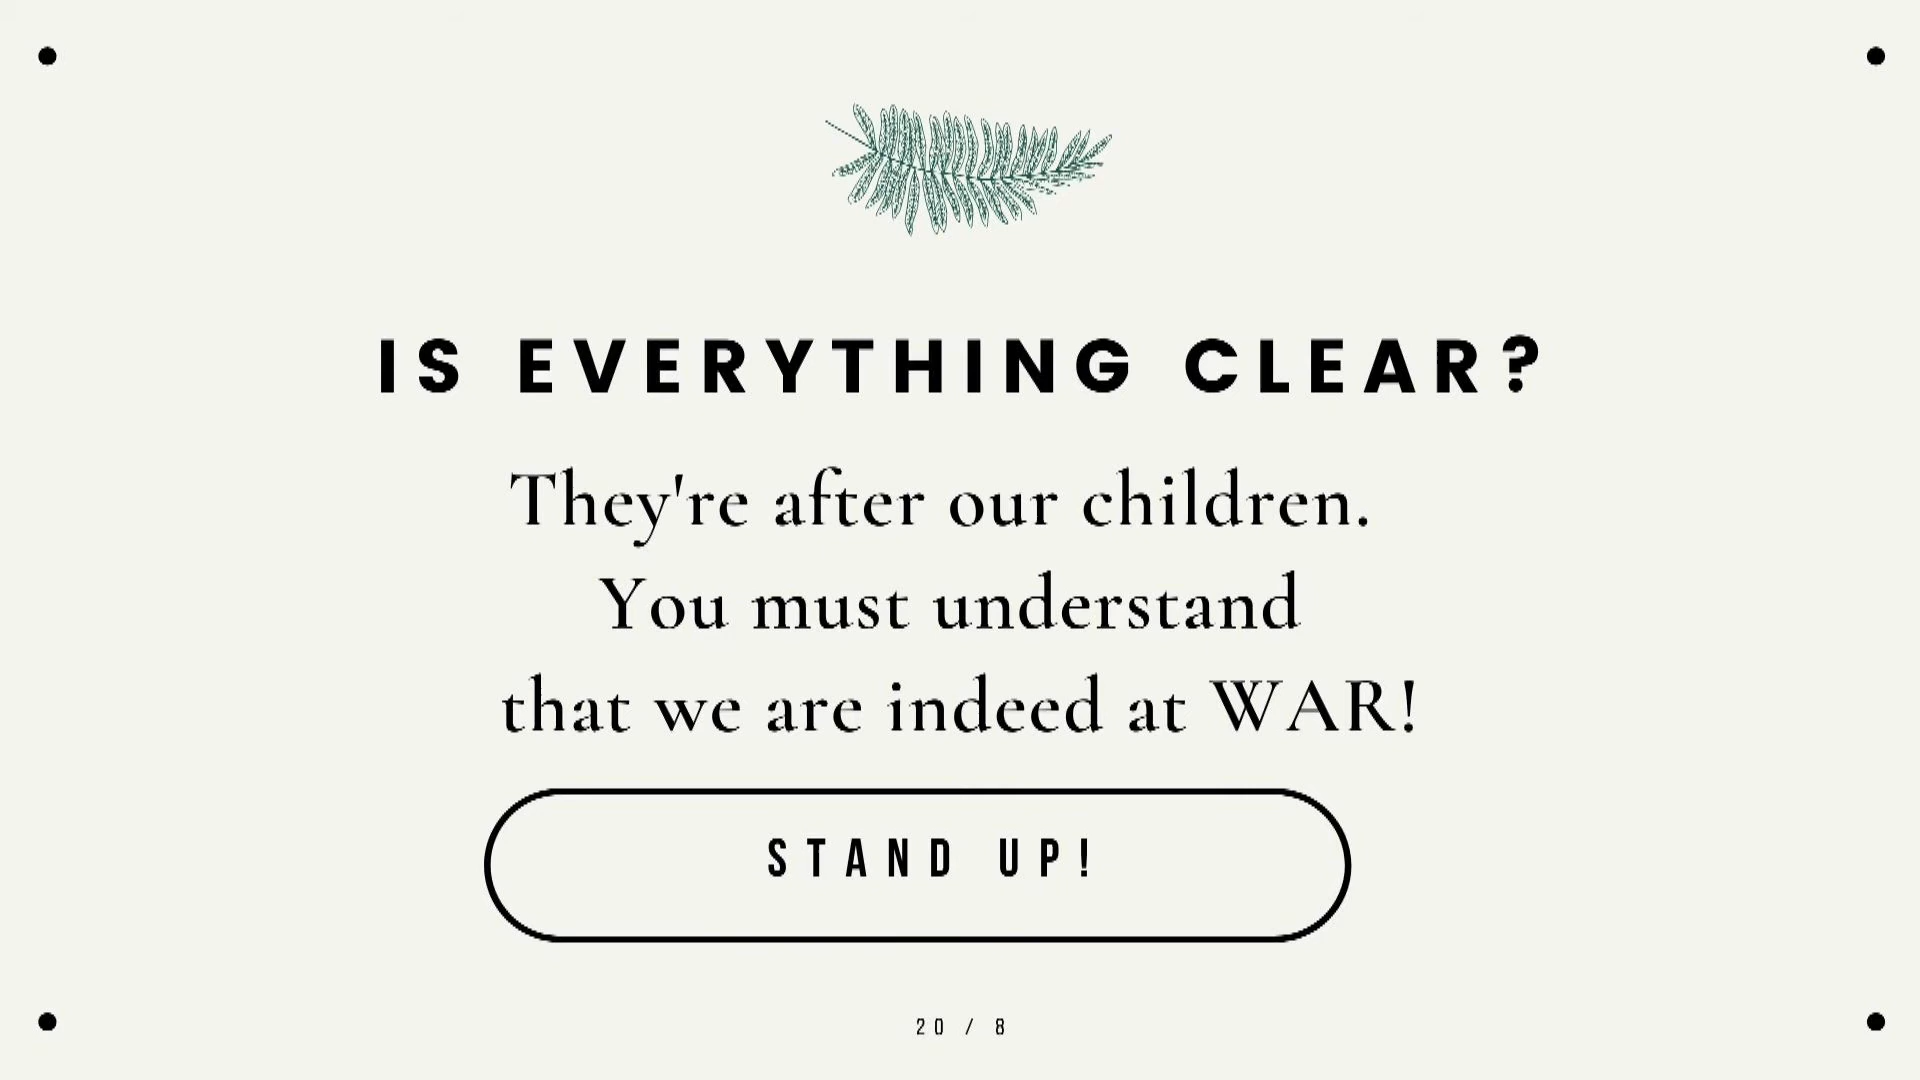 IS EVERYTHING CLEAR?
They're after our children.
You must understand
that we are indeed at WAR!
STAND UP!
20 / 8